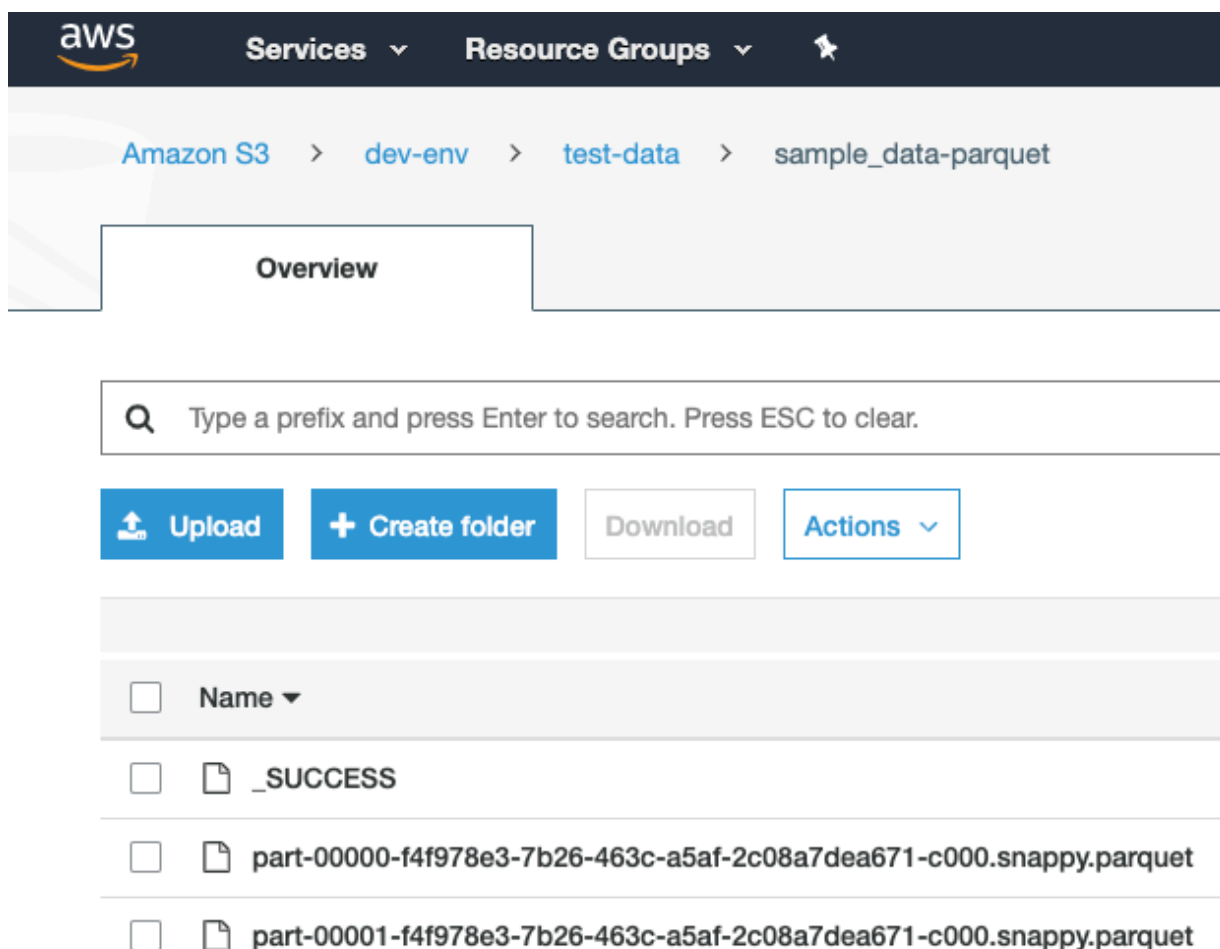 aws Services Resource Groups
Amazon S3 > dev-env > test-data > sample_data-parquet
Overview
Type a prefix and press Enter to search. Press ESC to clear.
Upload + Create folder Download Actions
Name
_SUCCESS
part-00000-f4f978e3-7b26-463c-a5af-2c08a7dea671-c000.snappy.parquet
part-00001-f4f978e3-7b26-463c-a5af-2c08a7dea671-c000.snappy.parquet